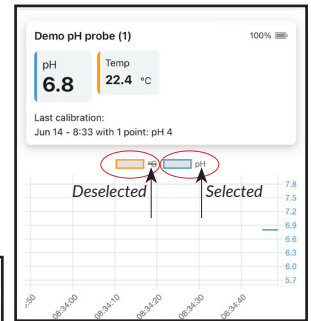 Demo pH probe (1) 100%
pH Temp
6.8 22.4 °C
Last calibration:
Jun 14 - 8:33 with 1 point: pH 4
°C pH
Deselected Selected
7.8
7.5
7.2
6.9
6.6
6.3
6.0
5.7
:50 08:34:00 08:34:10 08:34:20 08:34:30 08:34:40